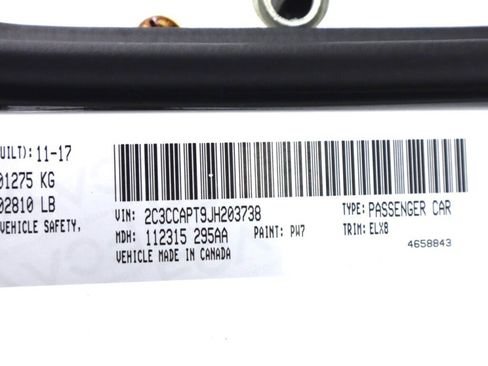 UILT): 11-17
01275 KG
02810 LB
VEHICLE SAFETY,
VIN: 2C3CCAPT9JH203738 TYPE: PASSENGER CAR
MDH: 112315 295AA PAINT: PW7 TRIM: ELX8
4658843
VEHICLE MADE IN CANADA